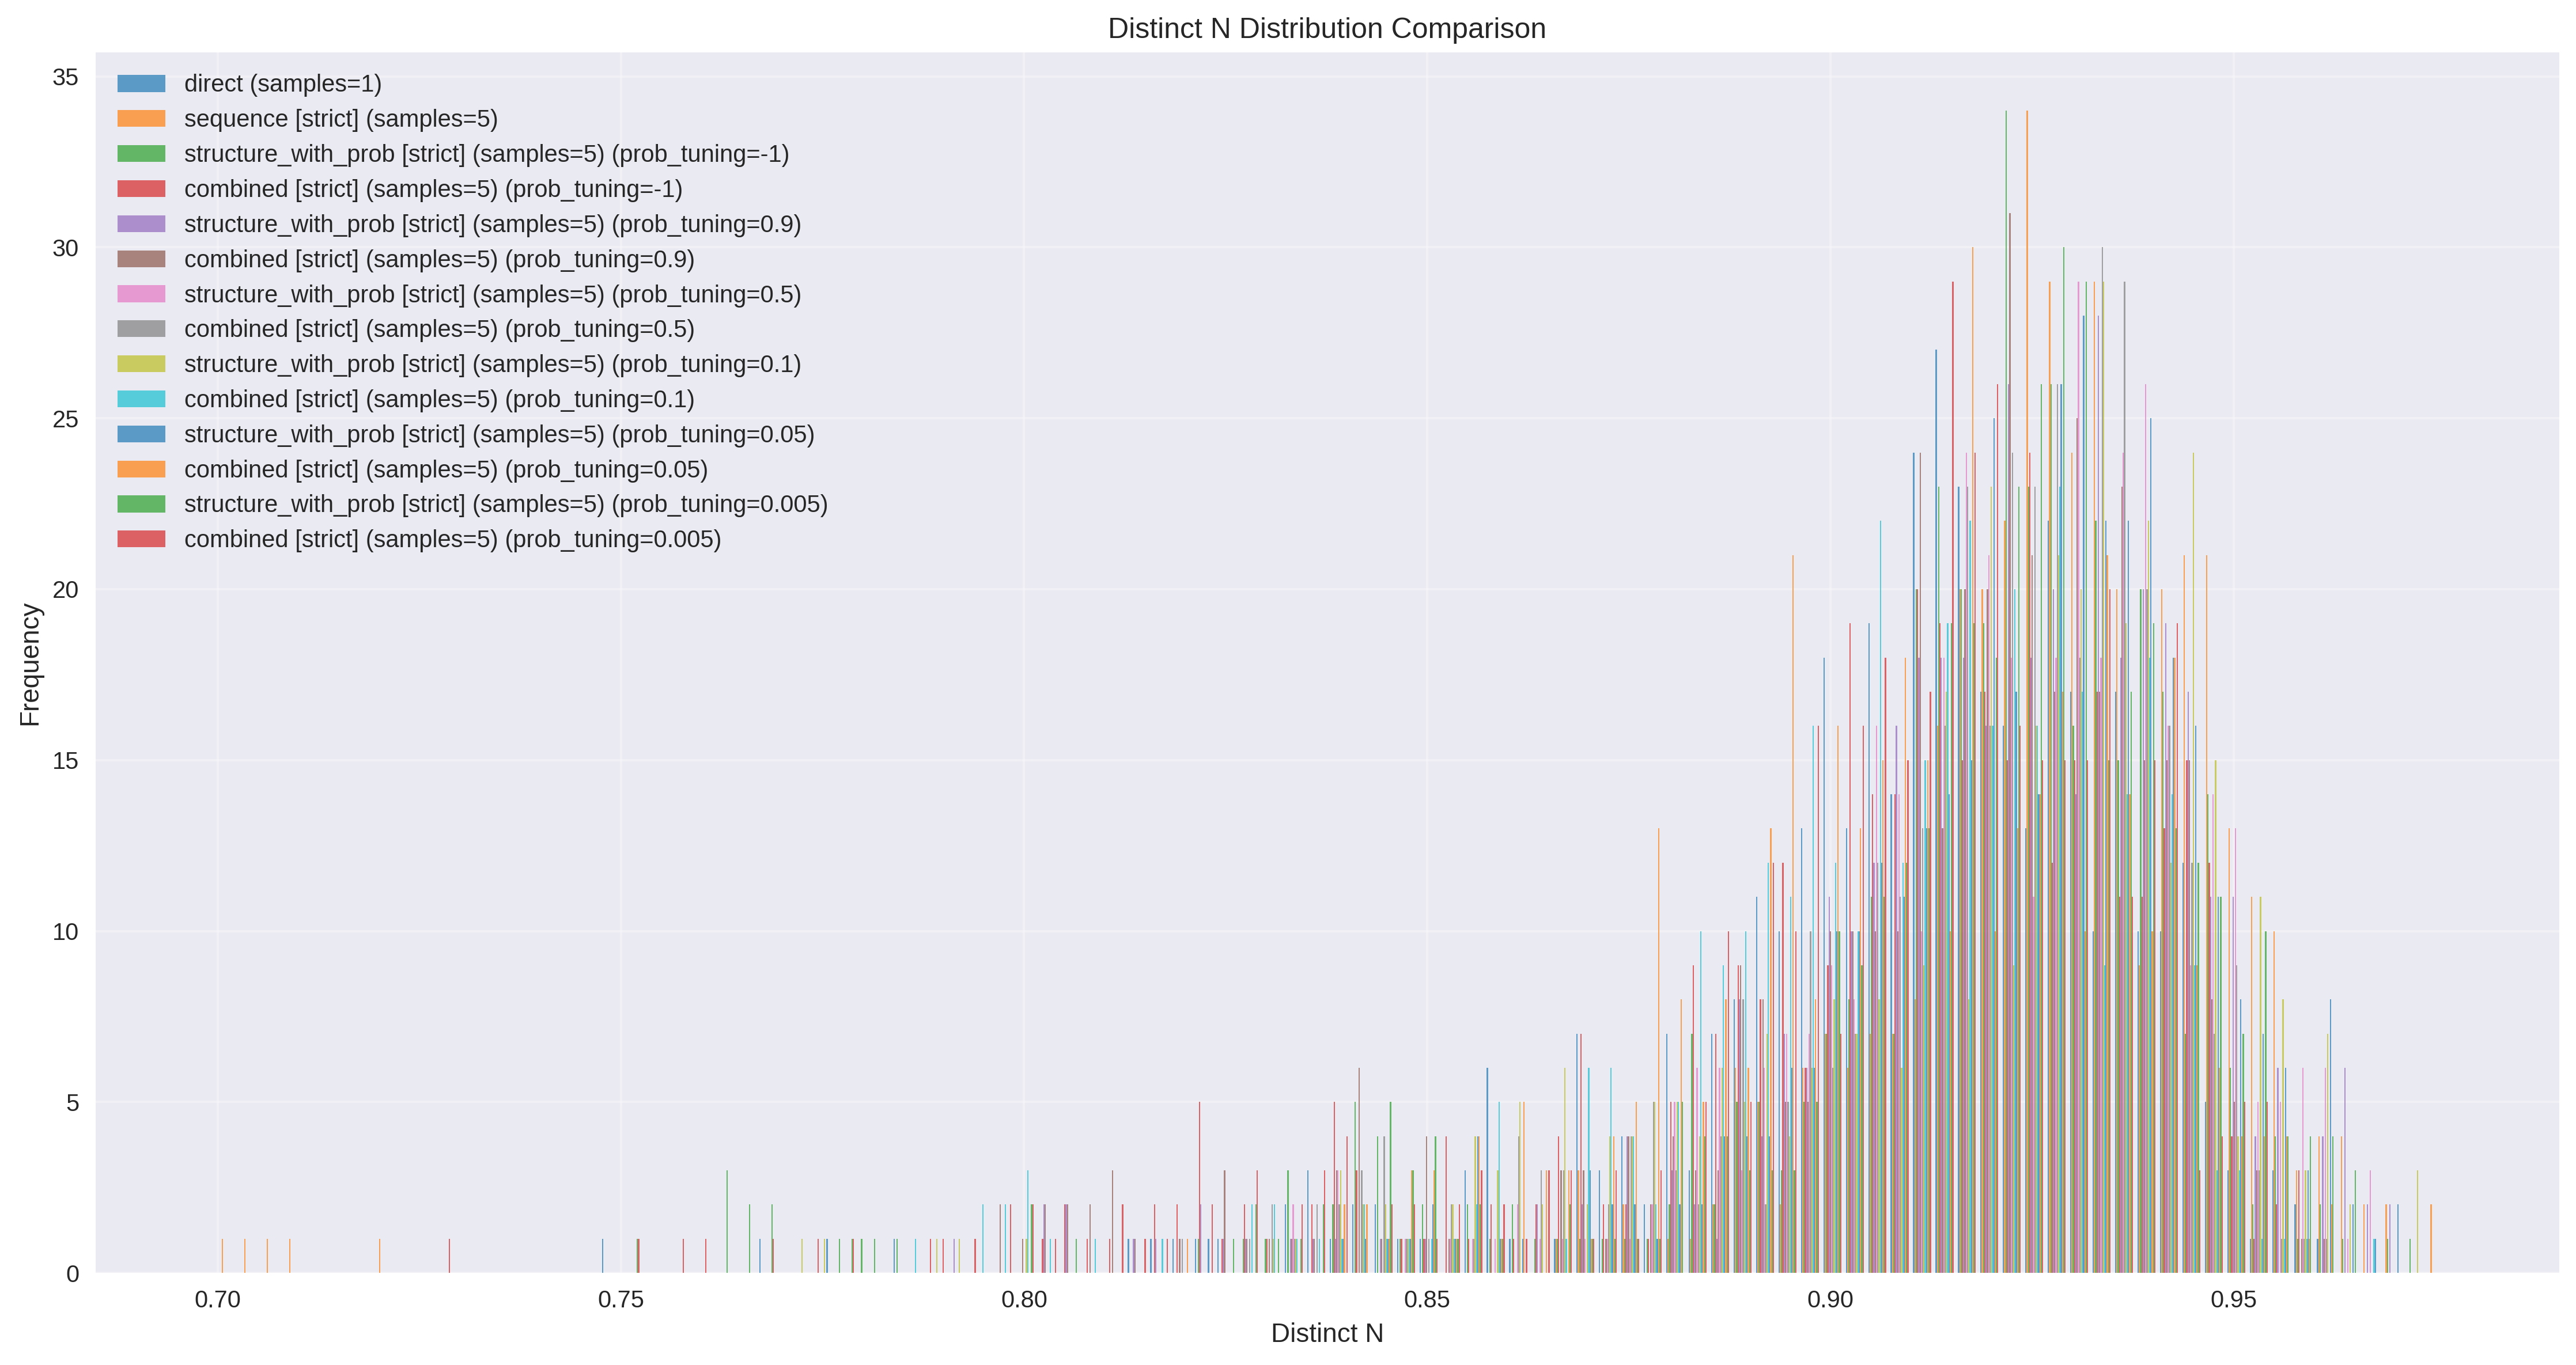 Distinct N Distribution Comparison
35
30
25
20
15
10
5
0
Frequency
direct (samples=1)
sequence [strict] (samples=5)
structure_with_prob [strict] (samples=5) (prob_tuning=-1)
combined [strict] (samples=5) (prob_tuning=-1)
structure_with_prob [strict] (samples=5) (prob_tuning=0.9)
combined [strict] (samples=5) (prob_tuning=0.9)
structure_with_prob [strict] (samples=5) (prob_tuning=0.5)
combined [strict] (samples=5) (prob_tuning=0.5)
structure_with_prob [strict] (samples=5) (prob_tuning=0.1)
combined [strict] (samples=5) (prob_tuning=0.1)
structure_with_prob [strict] (samples=5) (prob_tuning=0.05)
combined [strict] (samples=5) (prob_tuning=0.05)
structure_with_prob [strict] (samples=5) (prob_tuning=0.005)
combined [strict] (samples=5) (prob_tuning=0.005)
0.70 0.75 0.80 0.85 0.90 0.95
Distinct N